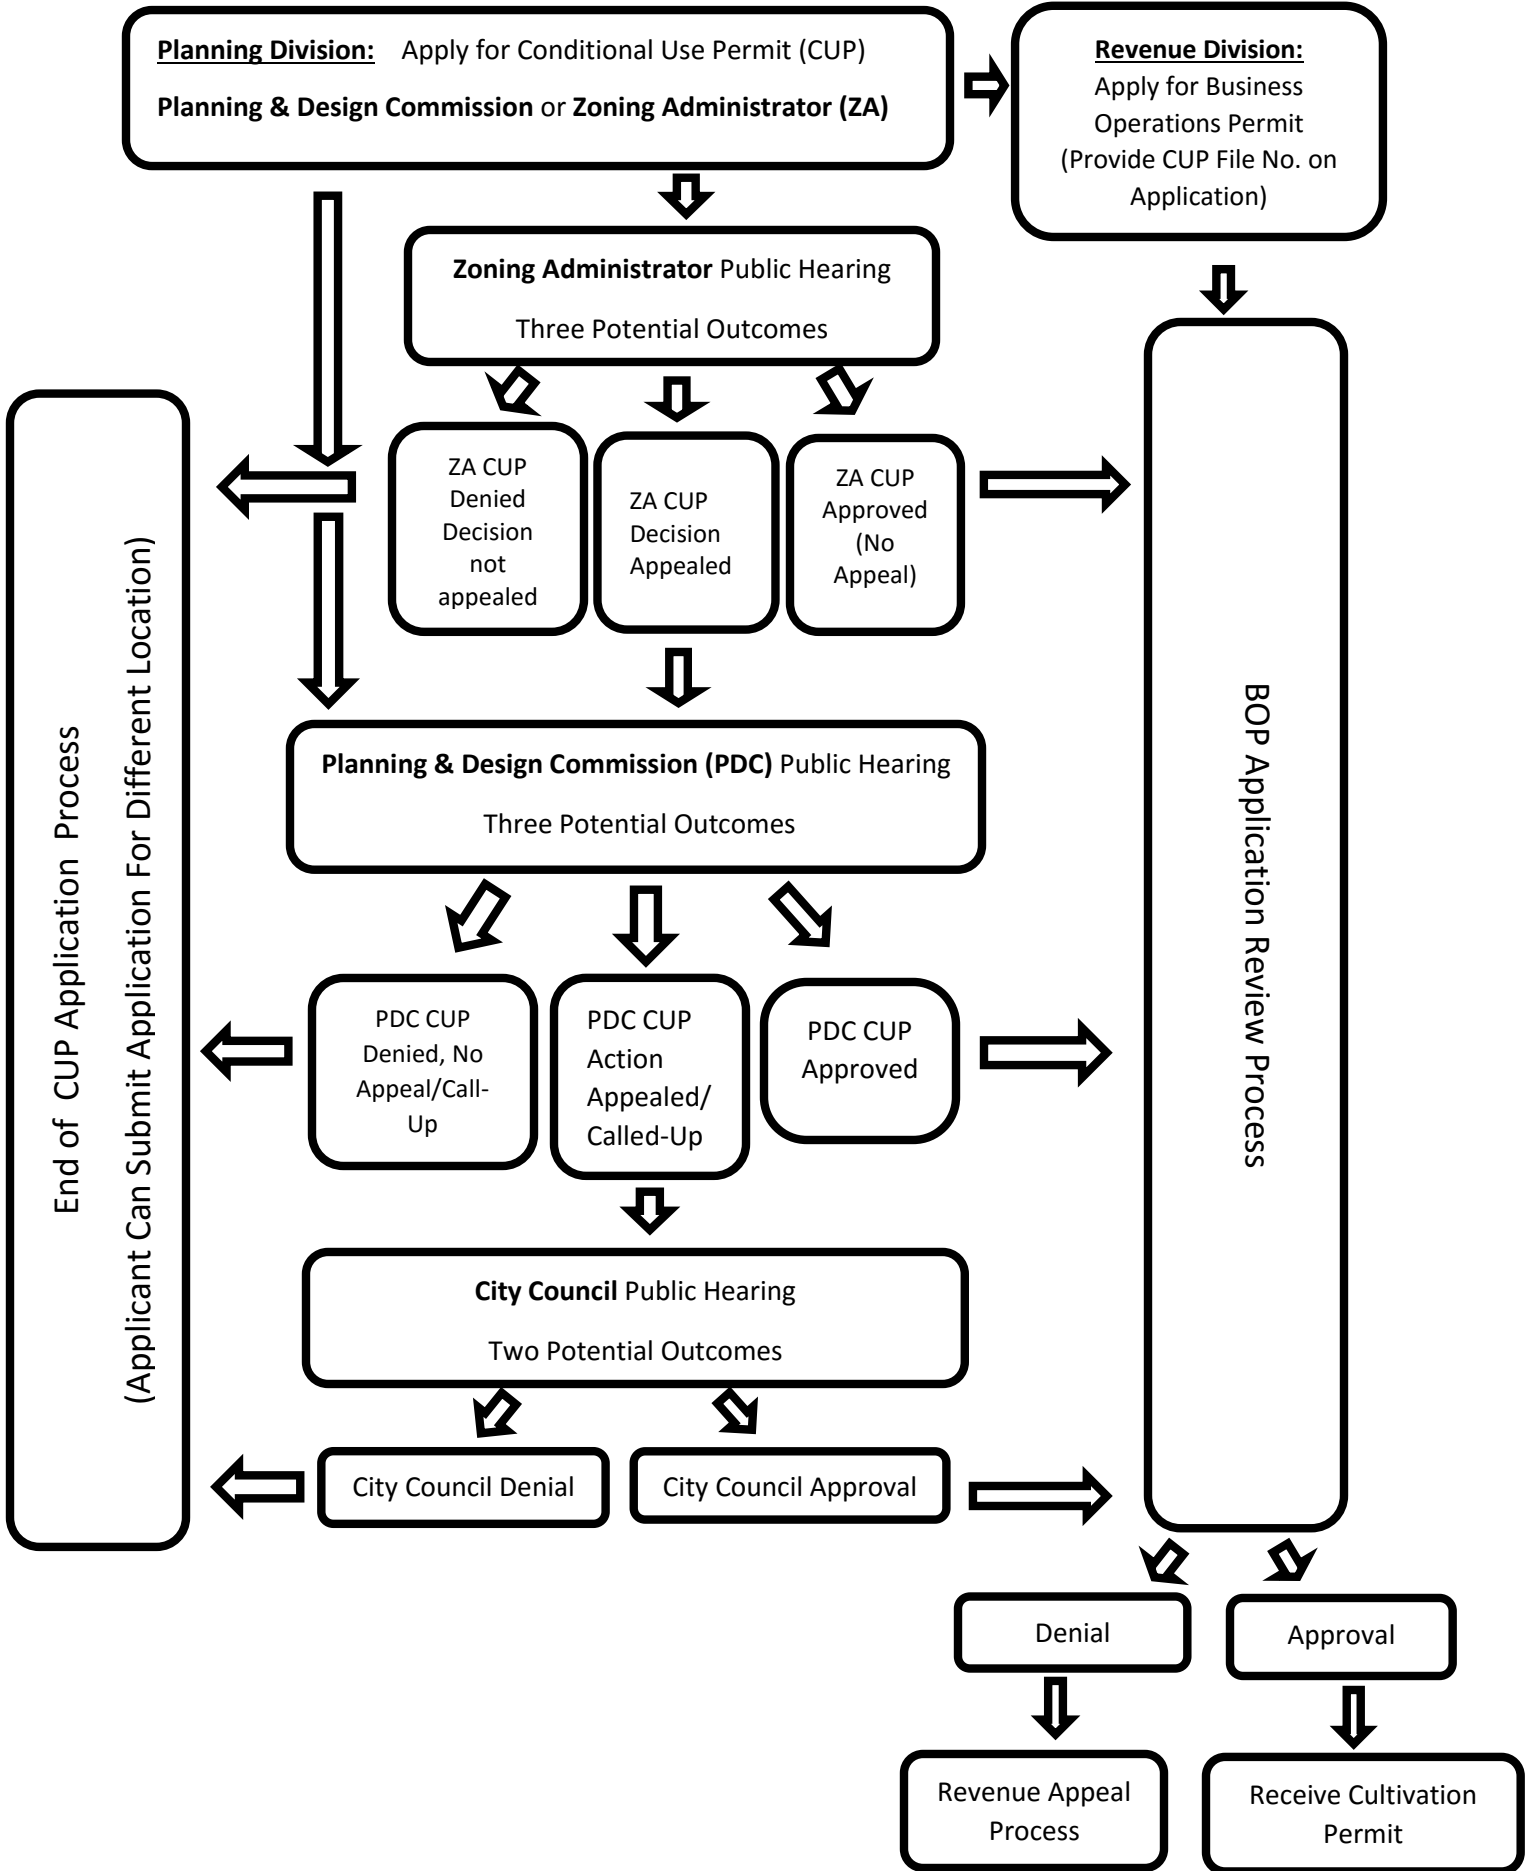 Planning Division: Apply for Conditional Use Permit (CUP)
Planning & Design Commission or Zoning Administrator (ZA)
Revenue Division:
Apply for Business
Operations Permit
(Provide CUP File No. on
Application)
Zoning Administrator Public Hearing
Three Potential Outcomes
ZA CUP
Denied
Decision
not
appealed
ZA CUP
Decision
Appealed
ZA CUP
Approved
(No
Appeal)
End of CUP Application Process
(Applicant Can Submit Application For Different Location)
BOP Application Review Process
Planning & Design Commission (PDC) Public Hearing
Three Potential Outcomes
PDC CUP
Denied, No
Appeal/Call-
Up
PDC CUP
Action
Appealed/
Called-Up
PDC CUP
Approved
City Council Public Hearing
Two Potential Outcomes
City Council Denial
City Council Approval
Denial
Approval
Revenue Appeal
Process
Receive Cultivation
Permit